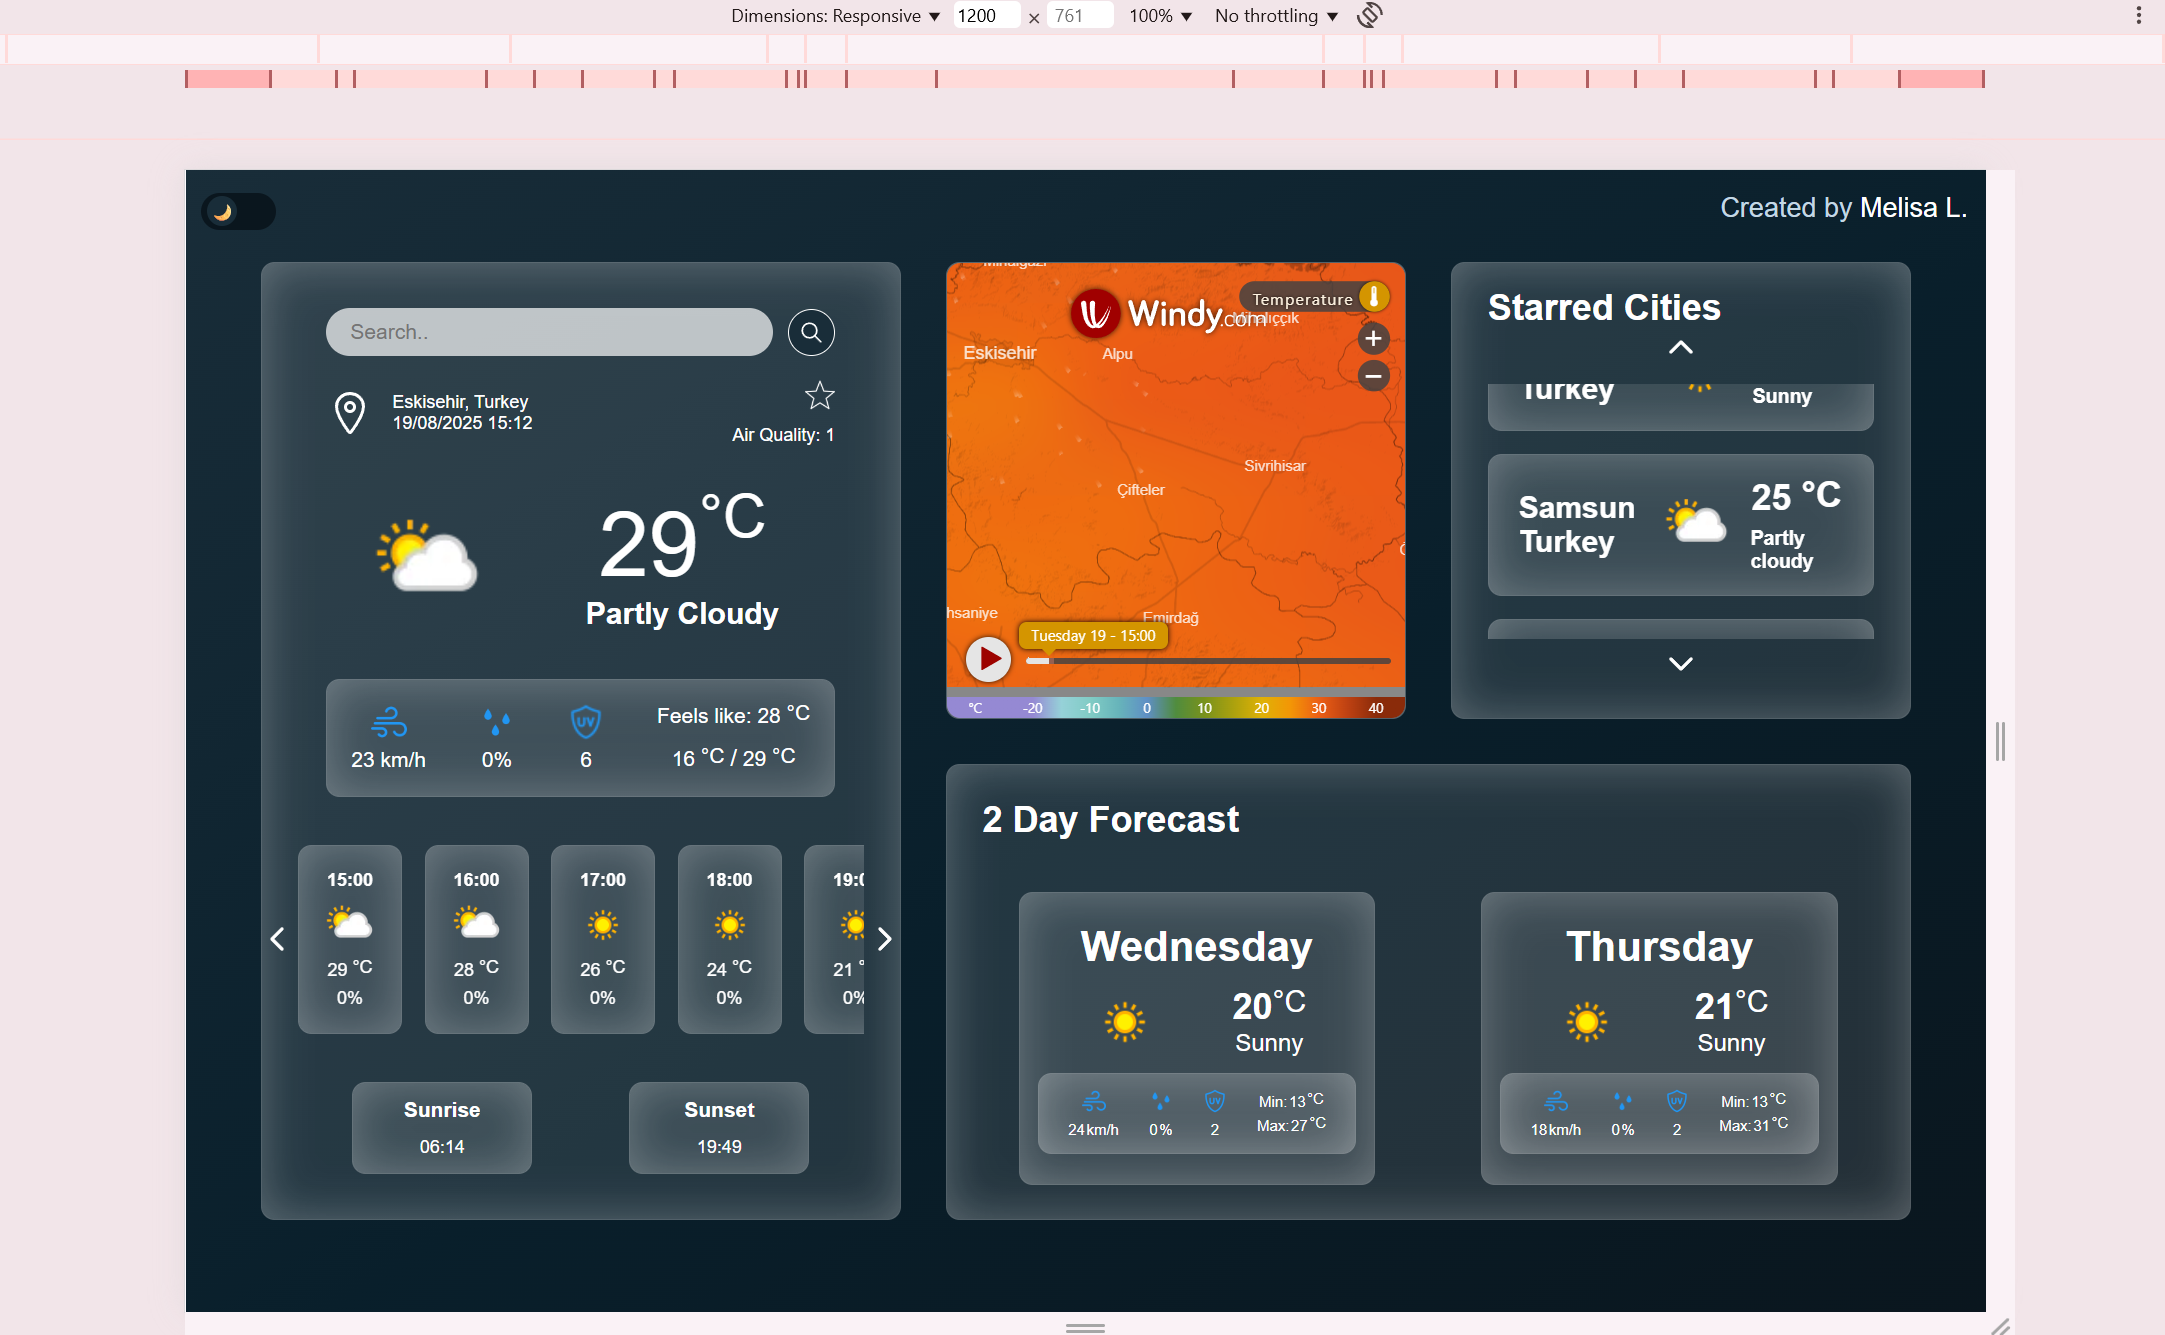 Dimensions: Responsive 1200 × 761 100% No throttling
Created by Melisa L.
Search..
Eskisehir, Turkey
19/08/2025 15:12
Air Quality: 1
29 °C
Partly Cloudy
23 km/h
0%
UV
6
Feels like: 28 °C
16 °C / 29 °C
15:00
29 °C
0%
16:00
28 °C
0%
17:00
26 °C
0%
18:00
24 °C
0%
Sunrise
06:14
Sunset
19:49
Windy.com
Temperature
Mihalıççık
Eskisehir
Alpu
Sivrihisar
Çifteler
Emirdağ
Tuesday 19 - 15:00
°C -20 -10 0 10 20 30 40
Starred Cities
Turkey
Sunny
Samsun
Turkey
25 °C
Partly
cloudy
2 Day Forecast
Wednesday
20°C
Sunny
UV
24km/h
0%
2
Min:13°C
Max:27°C
Thursday
21°C
Sunny
UV
18km/h
0%
2
Min:13°C
Max:31°C